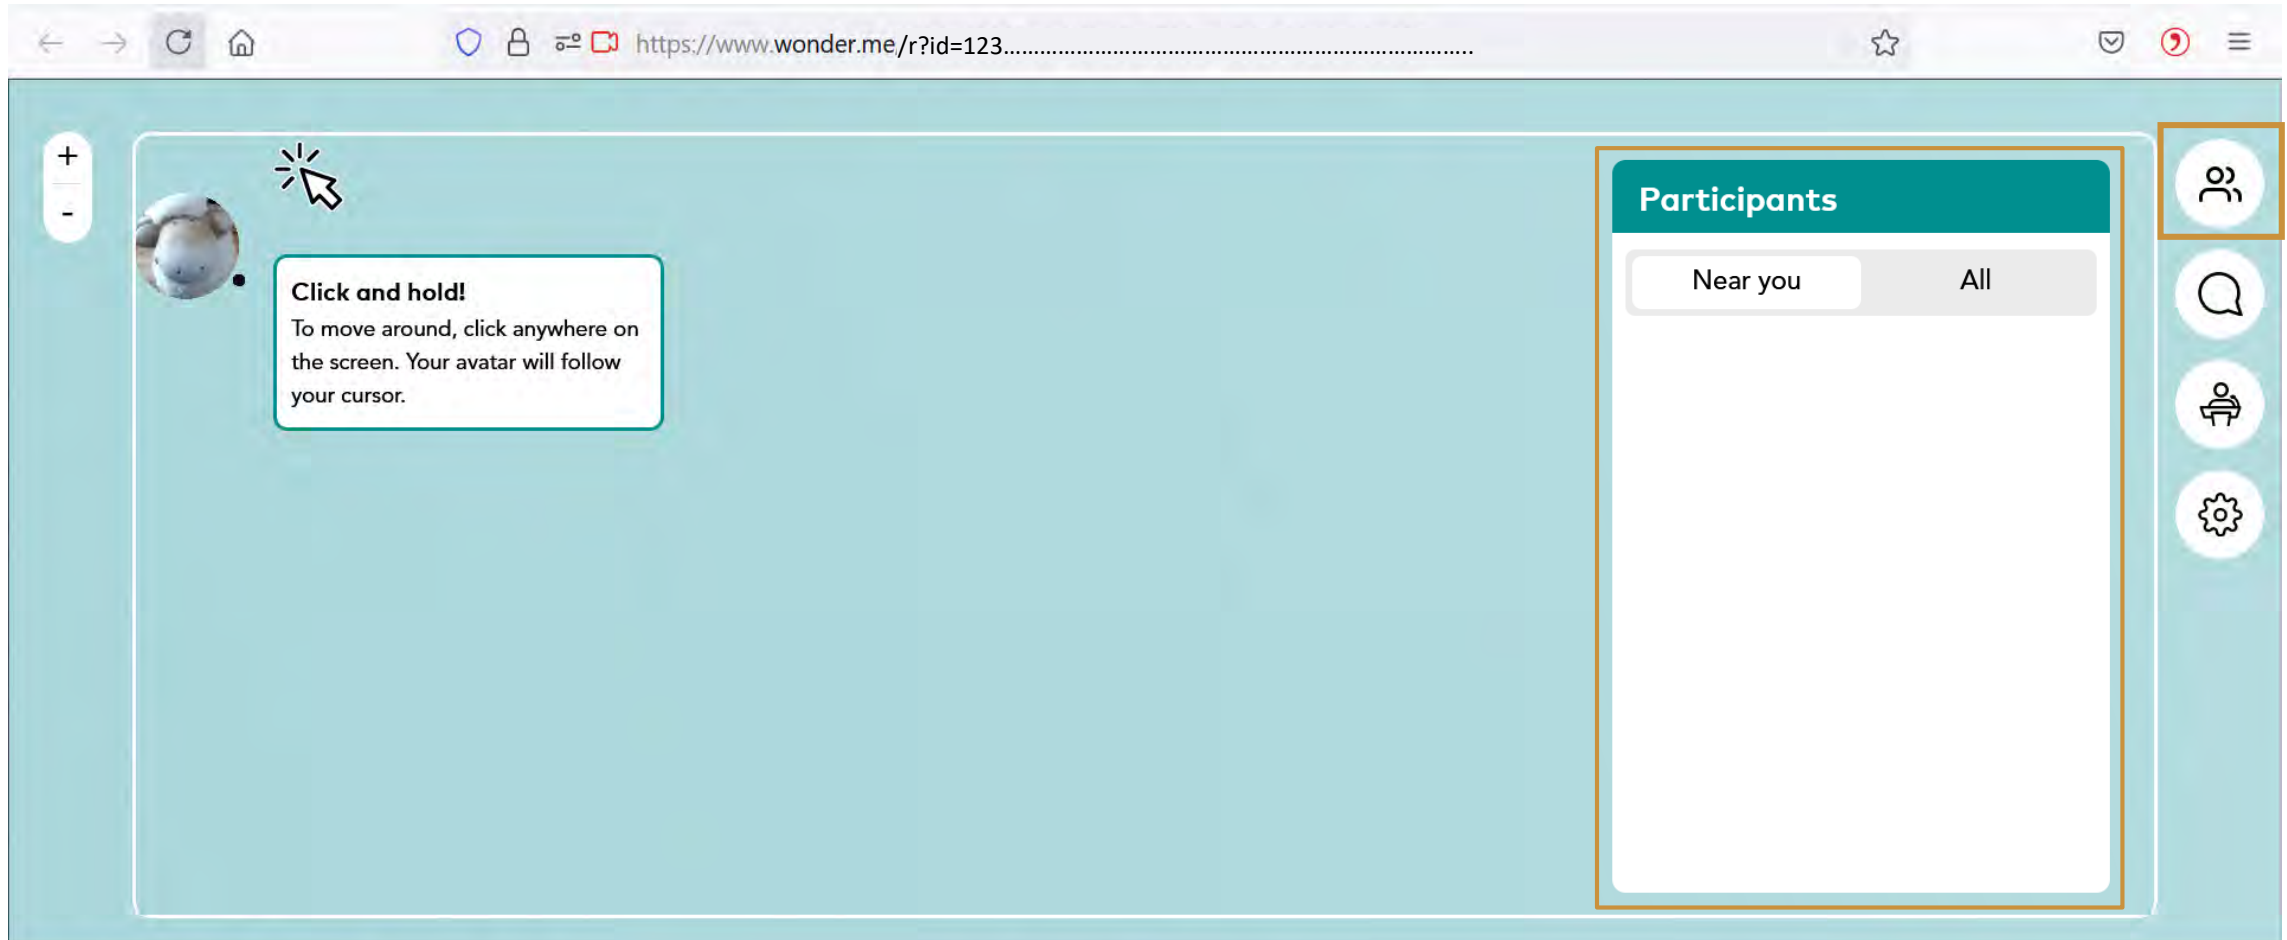 https://www.wonder.me/r?id=123...............................................................................
+
-
Click and hold!
To move around, click anywhere on
the screen. Your avatar will follow
your cursor.
Participants
Near you All